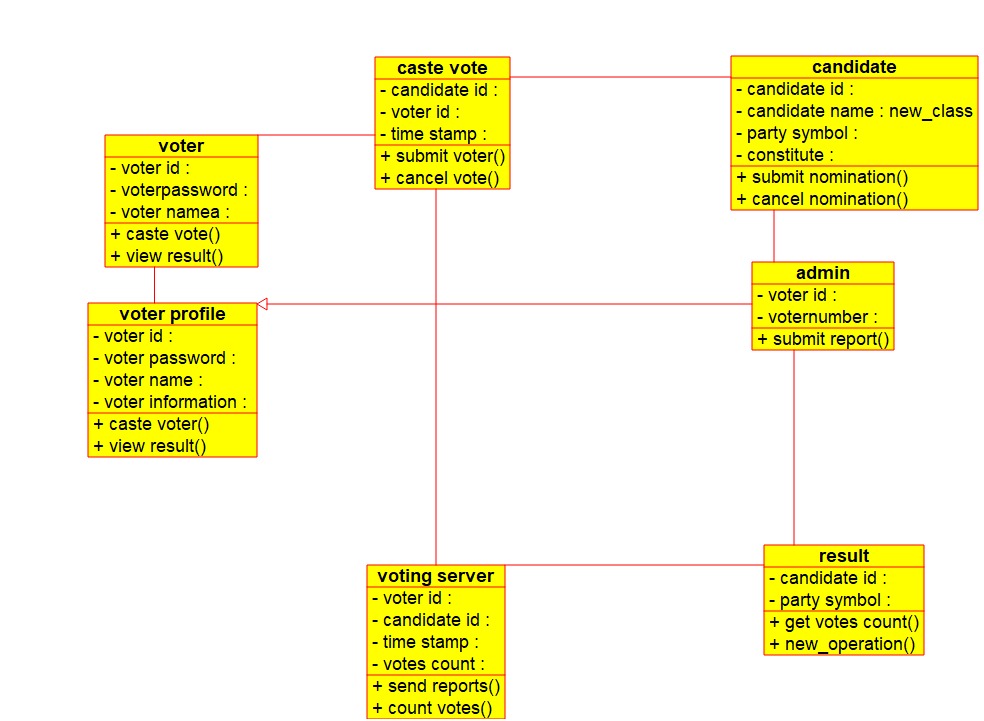 caste vote
- candidate id :
- voter id :
- time stamp :
+ submit voter()
+ cancel vote()
candidate
- candidate id :
- candidate name : new_class
- party symbol :
- constitute :
+ submit nomination()
+ cancel nomination()
voter
- voter id :
- voterpassword :
- voter namea :
+ caste vote()
+ view result()
voter profile
- voter id :
- voter password :
- voter name :
- voter information :
+ caste voter()
+ view result()
admin
- voter id :
- voternumber :
+ submit report()
voting server
- voter id :
- candidate id :
- time stamp :
- votes count :
+ send reports()
+ count votes()
result
- candidate id :
- party symbol :
+ get votes count()
+ new_operation()